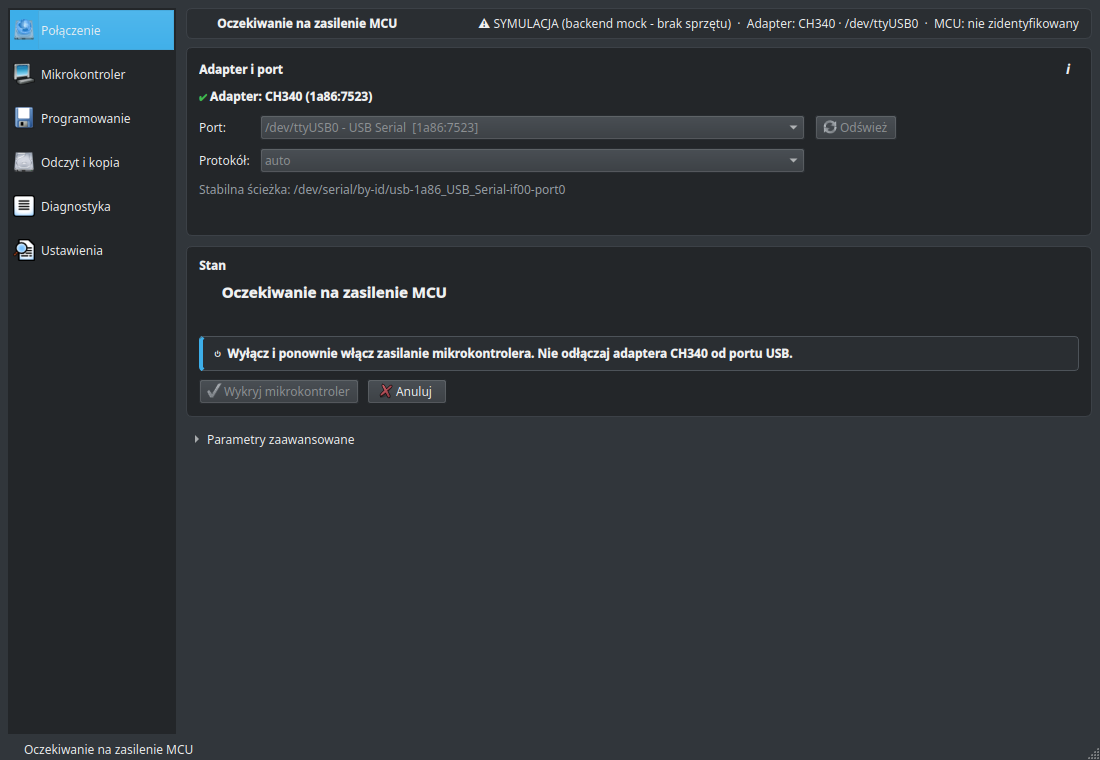 Połączenie
Mikrokontroler
Programowanie
Odczyt i kopia
Diagnostyka
Ustawienia
Oczekiwanie na zasilenie MCU
SYMULACJA (backend mock - brak sprzętu) · Adapter: CH340 · /dev/ttyUSB0 · MCU: nie zidentyfikowany
Adapter i port
i
Adapter: CH340 (1a86:7523)
Port: /dev/ttyUSB0 - USB Serial [1a86:7523] Odśwież
Protokół: auto
Stabilna ścieżka: /dev/serial/by-id/usb-1a86_USB_Serial-if00-port0
Stan
Oczekiwanie na zasilenie MCU
Wyłącz i ponownie włącz zasilanie mikrokontrolera. Nie odłączaj adaptera CH340 od portu USB.
Wykryj mikrokontroler Anuluj
Parametry zaawansowane
Oczekiwanie na zasilenie MCU